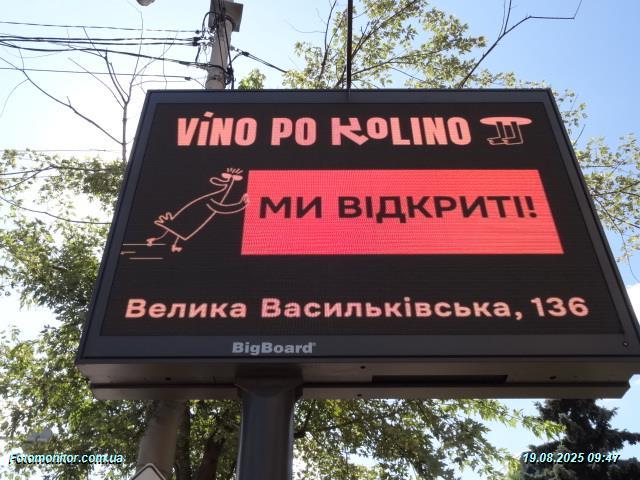 VINO PO KOLINO
МИ ВІДКРИТІ!
Велика Васильківська, 136
BigBoard
Fotomonitor.com.ua
19.08.2025 09:47